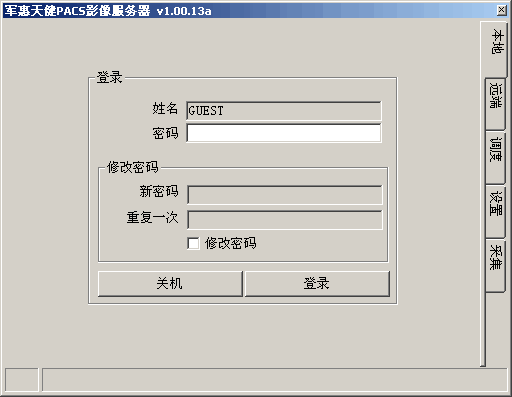 军惠天健PACS影像服务器 v1.00.13a
登录
姓名
GUEST
密码
修改密码
新密码
重复一次
修改密码
关机
登录
本地
远端
调度
设置
采集